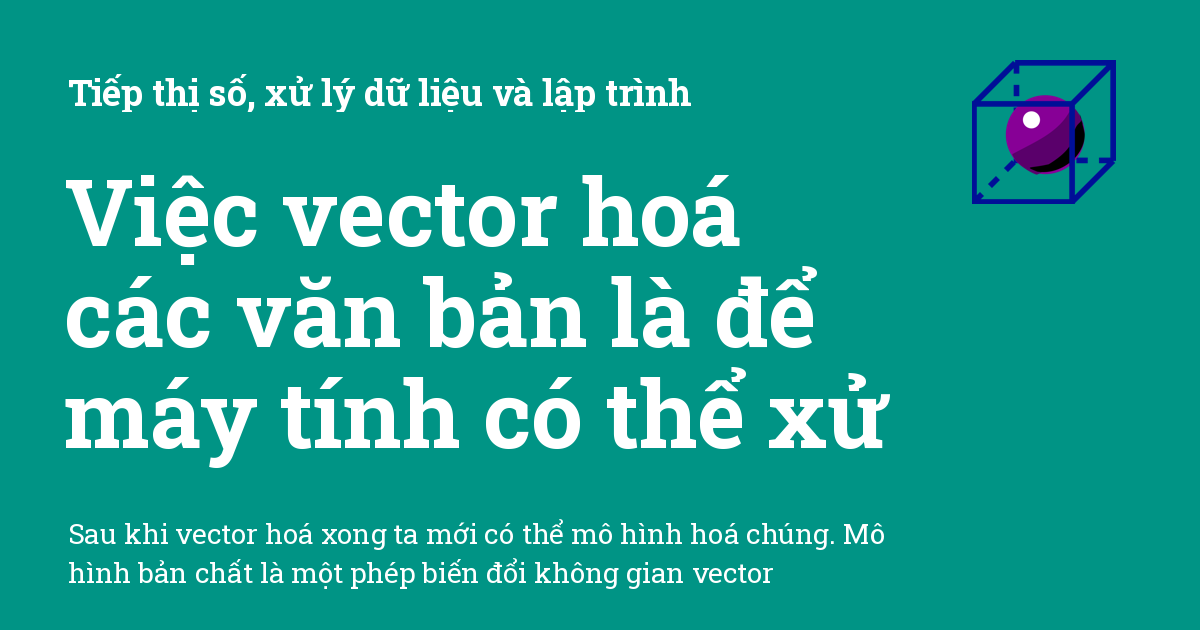 Tiếp thị số, xử lý dữ liệu và lập trình
Việc vector hoá
các văn bản là để
máy tính có thể xử
Sau khi vector hoá xong ta mới có thể mô hình hoá chúng. Mô
hình bản chất là một phép biến đổi không gian vector